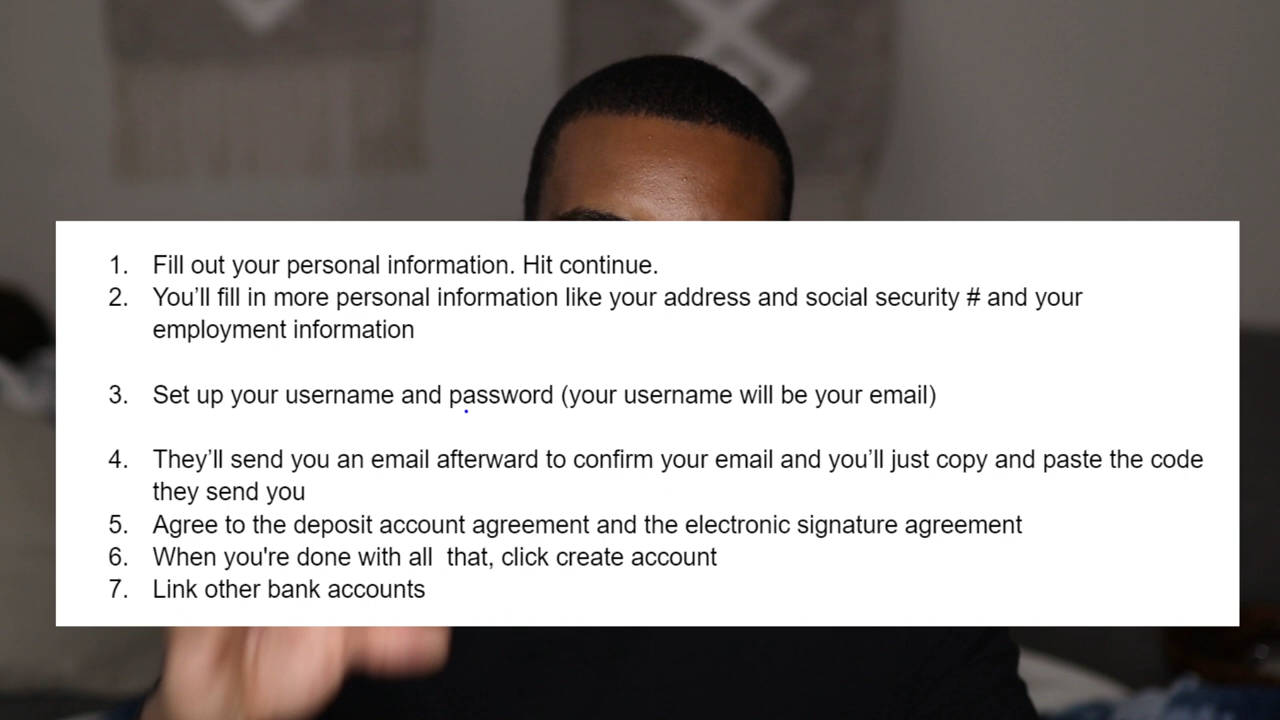 1. Fill out your personal information. Hit continue.
2. You’ll fill in more personal information like your address and social security # and your
employment information
3. Set up your username and password (your username will be your email)
4. They’ll send you an email afterward to confirm your email and you’ll just copy and paste the code
they send you
5. Agree to the deposit account agreement and the electronic signature agreement
6. When you're done with all  that, click create account
7. Link other bank accounts